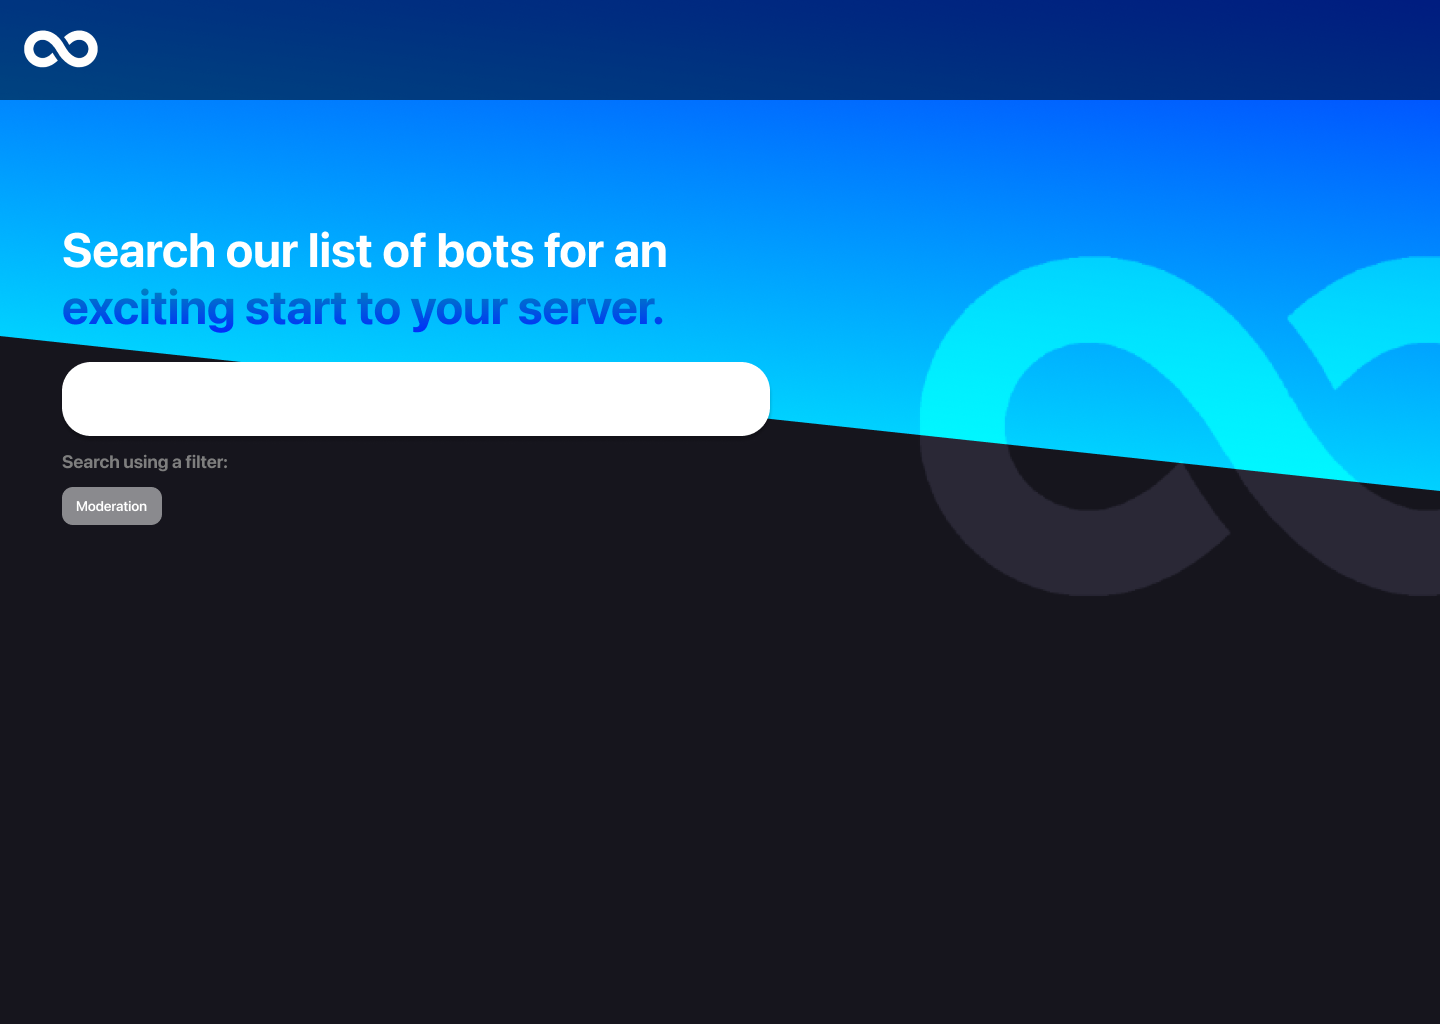 Search our list of bots for an
exciting start to your server.
Search using a filter:
Moderation